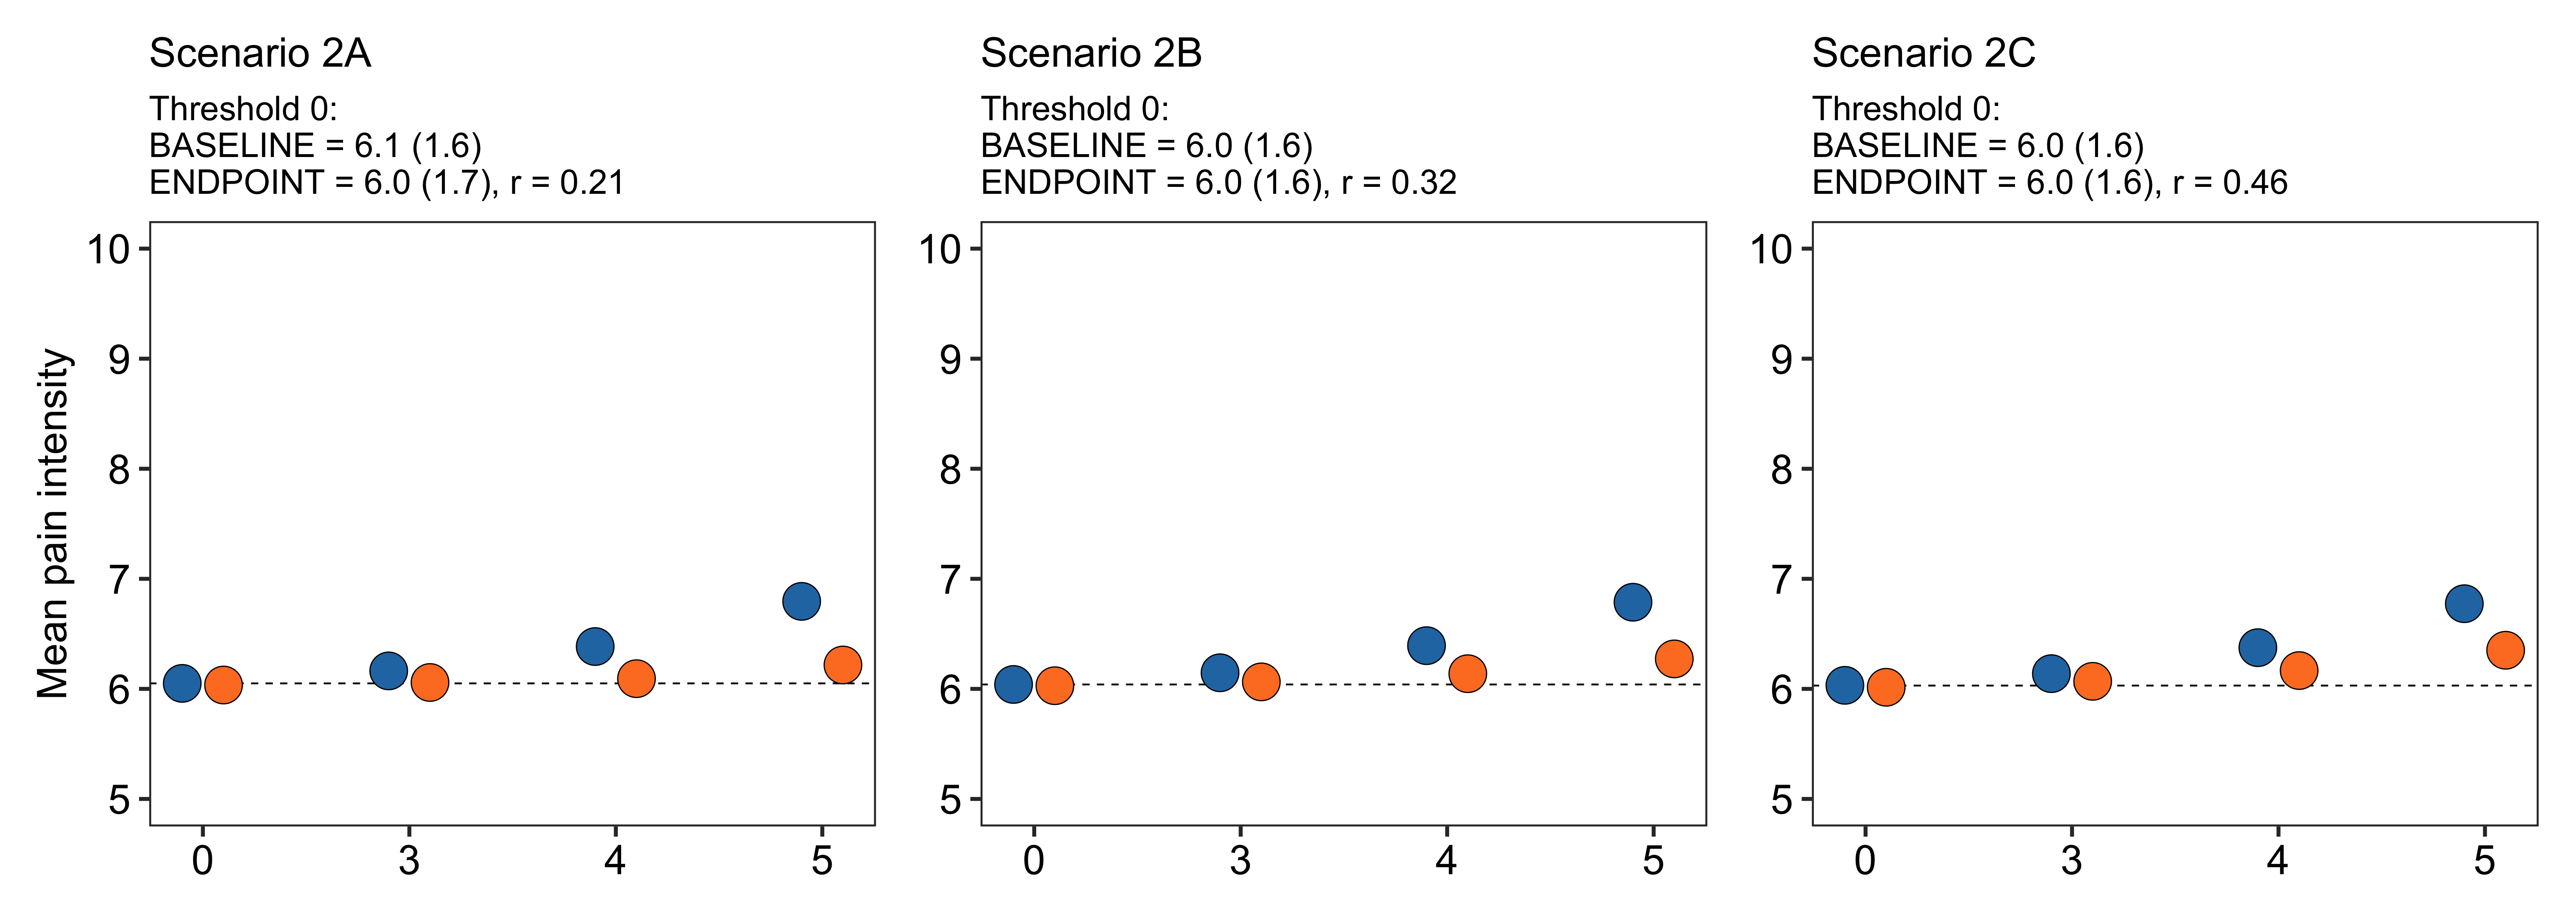 Scenario 2A
Threshold 0:
BASELINE = 6.1 (1.6)
ENDPOINT = 6.0 (1.7), r = 0.21
Scenario 2B
Threshold 0:
BASELINE = 6.0 (1.6)
ENDPOINT = 6.0 (1.6), r = 0.32
Scenario 2C
Threshold 0:
BASELINE = 6.0 (1.6)
ENDPOINT = 6.0 (1.6), r = 0.46
Mean pain intensity
10
9
8
7
6
5
0 3 4 5
10
9
8
7
6
5
0 3 4 5
10
9
8
7
6
5
0 3 4 5